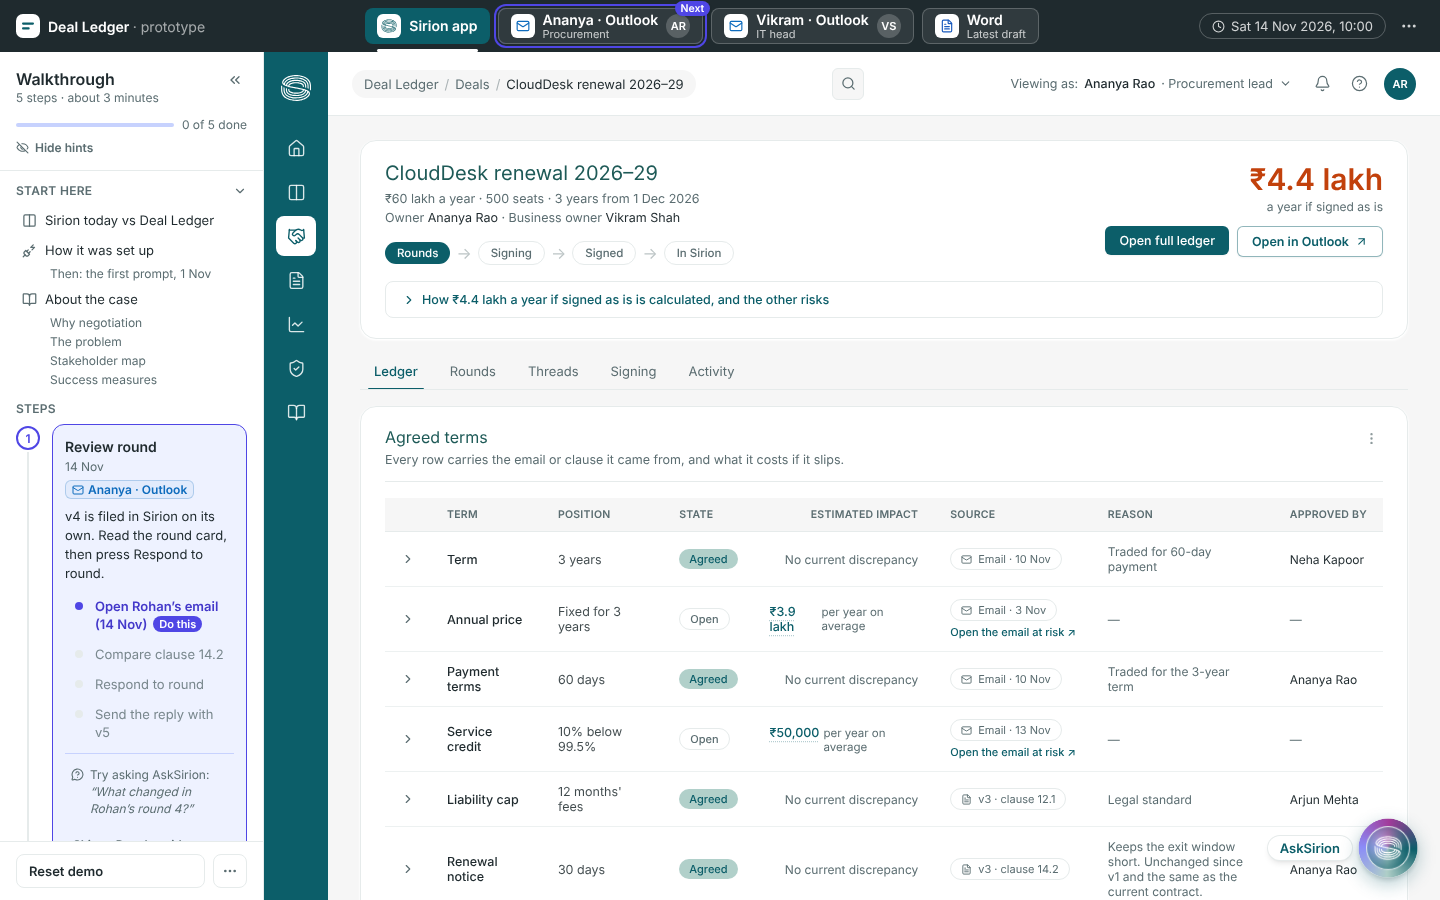 Deal Ledger · prototype
Sirion app
Ananya · Outlook
Procurement
AR
Next
Vikram · Outlook
IT head
VS
Word
Latest draft
Sat 14 Nov 2026, 10:00
Walkthrough
5 steps · about 3 minutes
0 of 5 done
Hide hints
START HERE
Sirion today vs Deal Ledger
How it was set up
Then: the first prompt, 1 Nov
About the case
Why negotiation
The problem
Stakeholder map
Success measures
STEPS
1
Review round
14 Nov
Ananya · Outlook
v4 is filed in Sirion on its
own. Read the round card,
then press Respond to
round.
Open Rohan's email
(14 Nov) Do this
Compare clause 14.2
Respond to round
Send the reply with
v5
Try asking AskSirion:
“What changed in
Rohan's round 4?”
Reset demo
Deal Ledger / Deals / CloudDesk renewal 2026–29
Viewing as: Ananya Rao · Procurement lead
AR
CloudDesk renewal 2026–29
₹60 lakh a year · 500 seats · 3 years from 1 Dec 2026
Owner Ananya Rao · Business owner Vikram Shah
₹4.4 lakh
a year if signed as is
Open full ledger
Open in Outlook
Rounds → Signing → Signed → In Sirion
How ₹4.4 lakh a year if signed as is is calculated, and the other risks
Ledger Rounds Threads Signing Activity
Agreed terms
Every row carries the email or clause it came from, and what it costs if it slips.
TERM POSITION STATE ESTIMATED IMPACT SOURCE REASON APPROVED BY
Term 3 years Agreed No current discrepancy Email · 10 Nov Traded for 60-day payment Neha Kapoor
Annual price Fixed for 3 years Open ₹3.9 lakh per year on average Email · 3 Nov Open the email at risk — —
Payment terms 60 days Agreed No current discrepancy Email · 10 Nov Traded for the 3-year term Ananya Rao
Service credit 10% below 99.5% Open ₹50,000 per year on average Email · 13 Nov Open the email at risk — —
Liability cap 12 months' fees Agreed No current discrepancy v3 · clause 12.1 Legal standard Arjun Mehta
Renewal notice 30 days Agreed No current discrepancy v3 · clause 14.2 Keeps the exit window short. Unchanged since v1 and the same as the current contract. Ananya Rao
AskSirion